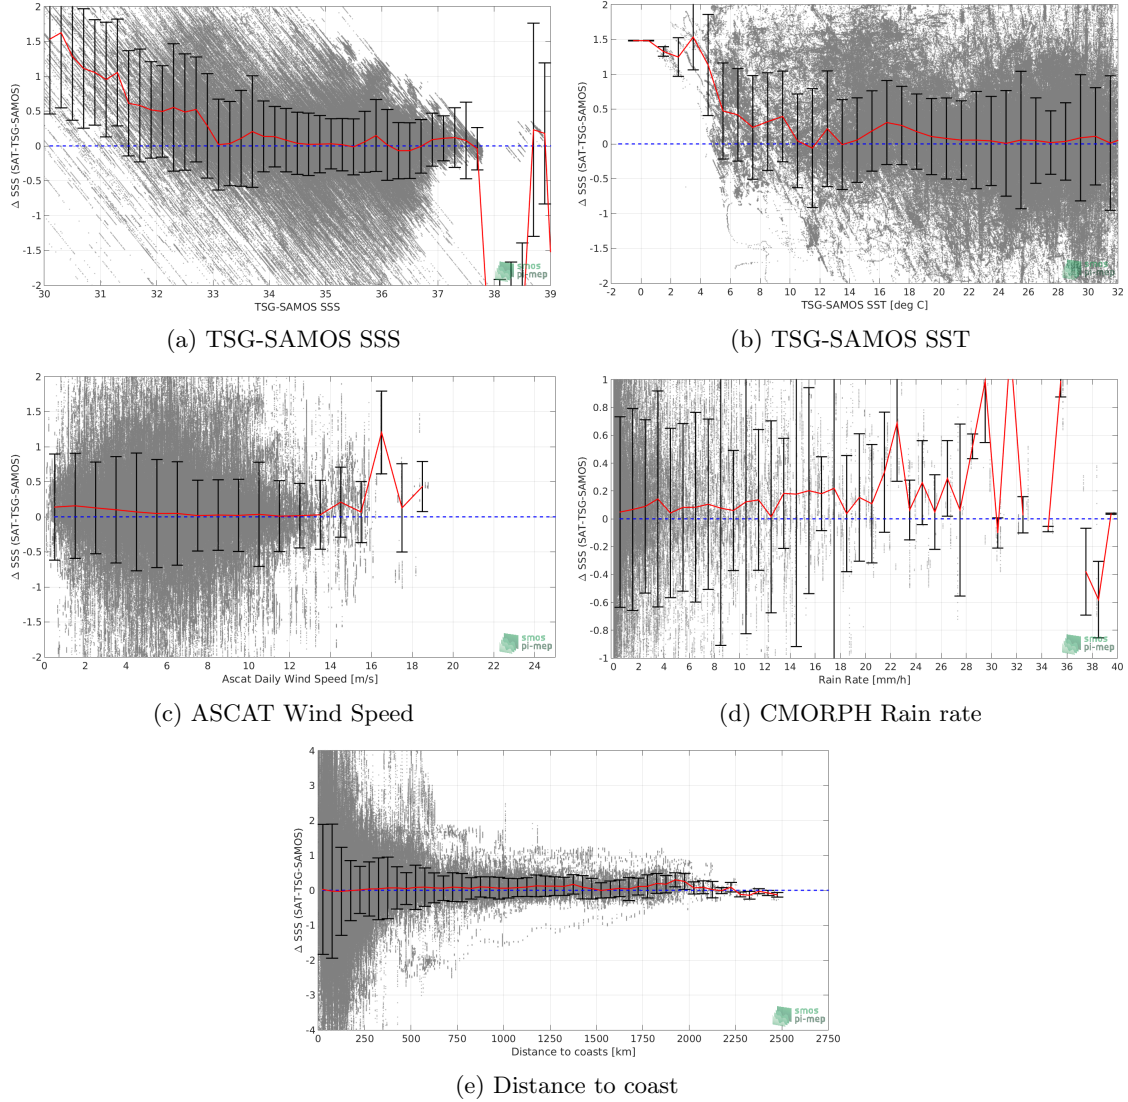 2
1.5
1
0.5
0
-0.5
-1
-1.5
-2
Δ SSS (SAT-TSG-SAMOS)
30 31 32 33 34 35 36 37 38 39
TSG-SAMOS SSS
smos
pi-mep
(a) TSG-SAMOS SSS
2
1.5
1
0.5
0
-0.5
-1
-1.5
-2
Δ SSS (SAT-TSG-SAMOS)
-2 0 2 4 6 8 10 12 14 16 18 20 22 24 26 28 30 32
TSG-SAMOS SST [deg C]
smos
pi-mep
(b) TSG-SAMOS SST
2
1.5
1
0.5
0
-0.5
-1
-1.5
-2
Δ SSS (SAT-TSG-SAMOS)
0 2 4 6 8 10 12 14 16 18 20 22 24
Ascat Daily Wind Speed [m/s]
smos
pi-mep
(c) ASCAT Wind Speed
1
0.8
0.6
0.4
0.2
0
-0.2
-0.4
-0.6
-0.8
-1
Δ SSS (SAT-TSG-SAMOS)
0 2 4 6 8 10 12 14 16 18 20 22 24 26 28 30 32 34 36 38 40
Rain Rate [mm/h]
smos
pi-mep
(d) CMORPH Rain rate
4
3
2
1
0
-1
-2
-3
-4
Δ SSS (SAT-TSG-SAMOS)
0 250 500 750 1000 1250 1500 1750 2000 2250 2500 2750
Distance to coasts [km]
smos
pi-mep
(e) Distance to coast